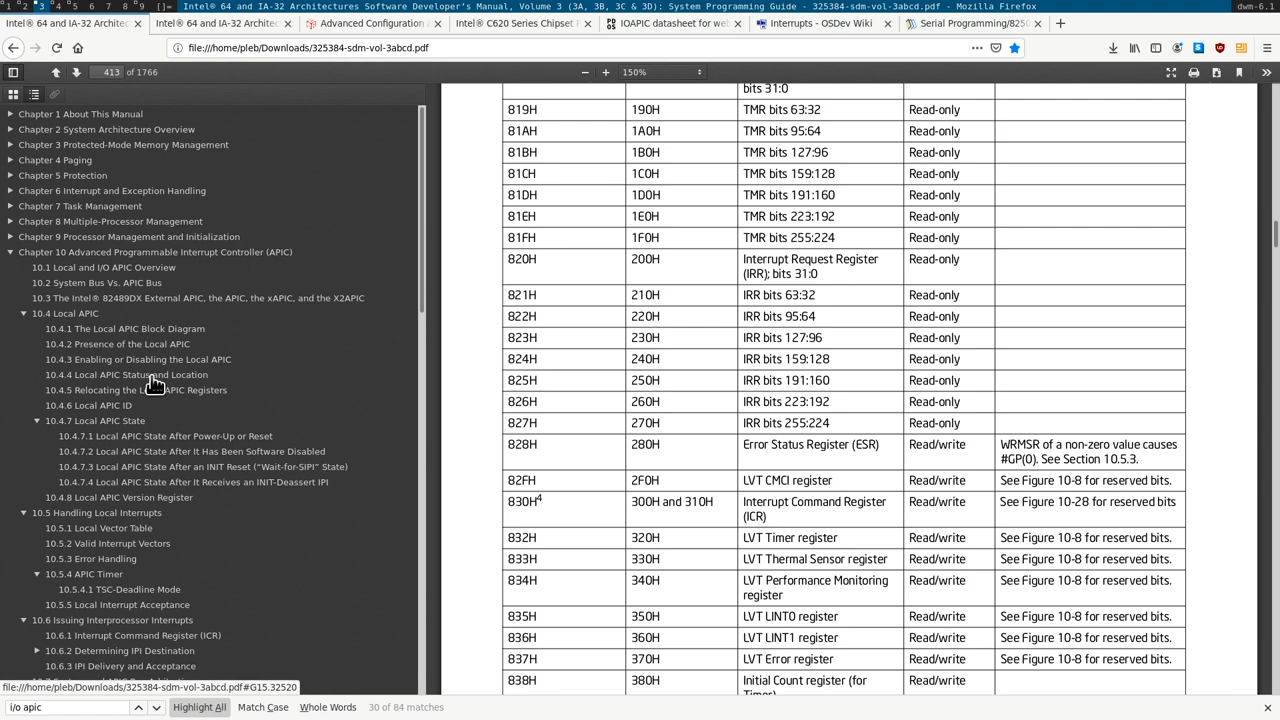 1 2 3 4 5 6 7 8 9 []= Intel® 64 and IA-32 Architectures Software Developer's Manual, Volume 3 (3A, 3B, 3C & 3D): System Programming Guide - 325384-sdm-vol-3abcd.pdf - Mozilla Firefox dwm-6.1
Intel® 64 and IA-32 Architec × Intel® 64 and IA-32 Architec × Advanced Configuration × Intel® C620 Series Chipset P × IOAPIC datasheet for web × Interrupts - OSDev Wiki × Serial Programming/8250 ×
file:///home/pleb/Downloads/325384-sdm-vol-3abcd.pdf
413 of 1766 150%
Chapter 1 About This Manual
Chapter 2 System Architecture Overview
Chapter 3 Protected-Mode Memory Management
Chapter 4 Paging
Chapter 5 Protection
Chapter 6 Interrupt and Exception Handling
Chapter 7 Task Management
Chapter 8 Multiple-Processor Management
Chapter 9 Processor Management and Initialization
Chapter 10 Advanced Programmable Interrupt Controller (APIC)
10.1 Local and I/O APIC Overview
10.2 System Bus Vs. APIC Bus
10.3 The Intel® 82489DX External APIC, the APIC, the xAPIC, and the X2APIC
10.4 Local APIC
10.4.1 The Local APIC Block Diagram
10.4.2 Presence of the Local APIC
10.4.3 Enabling or Disabling the Local APIC
10.4.4 Local APIC Status and Location
10.4.5 Relocating the APIC Registers
10.4.6 Local APIC ID
10.4.7 Local APIC State
10.4.7.1 Local APIC State After Power-Up or Reset
10.4.7.2 Local APIC State After It Has Been Software Disabled
10.4.7.3 Local APIC State After an INIT Reset (“Wait-for-SIPI” State)
10.4.7.4 Local APIC State After It Receives an INIT-Deassert IPI
10.4.8 Local APIC Version Register
10.5 Handling Local Interrupts
10.5.1 Local Vector Table
10.5.2 Valid Interrupt Vectors
10.5.3 Error Handling
10.5.4 APIC Timer
10.5.4.1 TSC-Deadline Mode
10.5.5 Local Interrupt Acceptance
10.6 Issuing Interprocessor Interrupts
10.6.1 Interrupt Command Register (ICR)
10.6.2 Determining IPI Destination
10.6.3 IPI Delivery and Acceptance
file:///home/pleb/Downloads/325384-sdm-vol-3abcd.pdf#G15.32520
bits 31:0
819H 190H TMR bits 63:32 Read-only
81AH 1A0H TMR bits 95:64 Read-only
81BH 1B0H TMR bits 127:96 Read-only
81CH 1C0H TMR bits 159:128 Read-only
81DH 1D0H TMR bits 191:160 Read-only
81EH 1E0H TMR bits 223:192 Read-only
81FH 1F0H TMR bits 255:224 Read-only
820H 200H Interrupt Request Register Read-only
(IRR); bits 31:0
821H 210H IRR bits 63:32 Read-only
822H 220H IRR bits 95:64 Read-only
823H 230H IRR bits 127:96 Read-only
824H 240H IRR bits 159:128 Read-only
825H 250H IRR bits 191:160 Read-only
826H 260H IRR bits 223:192 Read-only
827H 270H IRR bits 255:224 Read-only
828H 280H Error Status Register (ESR) Read/write WRMSR of a non-zero value causes
#GP(0). See Section 10.5.3.
82FH 2F0H LVT CMCI register Read/write See Figure 10-8 for reserved bits.
830H4 300H and 310H Interrupt Command Register Read/write See Figure 10-28 for reserved bits
(ICR)
832H 320H LVT Timer register Read/write See Figure 10-8 for reserved bits.
833H 330H LVT Thermal Sensor register Read/write See Figure 10-8 for reserved bits.
834H 340H LVT Performance Monitoring Read/write See Figure 10-8 for reserved bits.
register
835H 350H LVT LINT0 register Read/write See Figure 10-8 for reserved bits.
836H 360H LVT LINT1 register Read/write See Figure 10-8 for reserved bits.
837H 370H LVT Error register Read/write See Figure 10-8 for reserved bits.
838H 380H Initial Count register (for Read/write
Timer)
i/o apic Highlight All Match Case Whole Words 30 of 84 matches